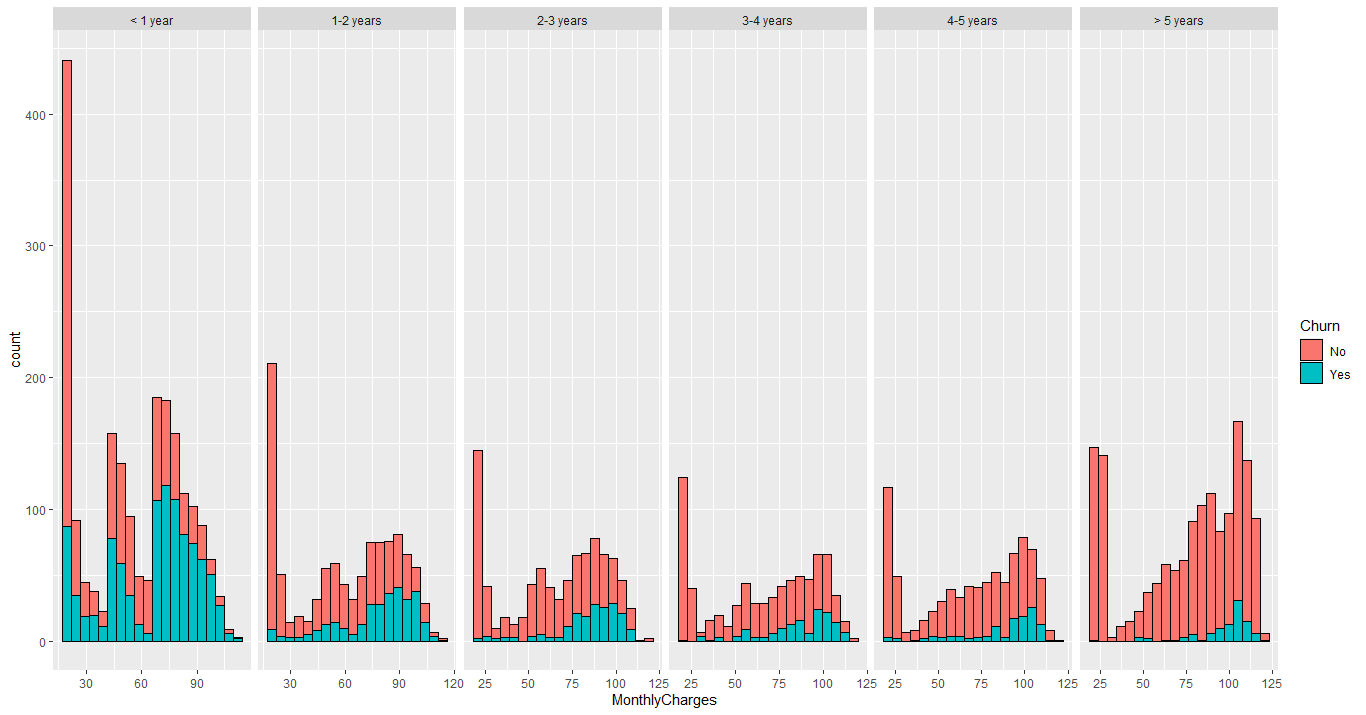 < 1 year
1-2 years
2-3 years
3-4 years
4-5 years
> 5 years
400
300
200
100
0
count
30 60 90
30 60 90 120
25 50 75 100 125
25 50 75 100 125
25 50 75 100 125
25 50 75 100 125
MonthlyCharges
Churn
No
Yes